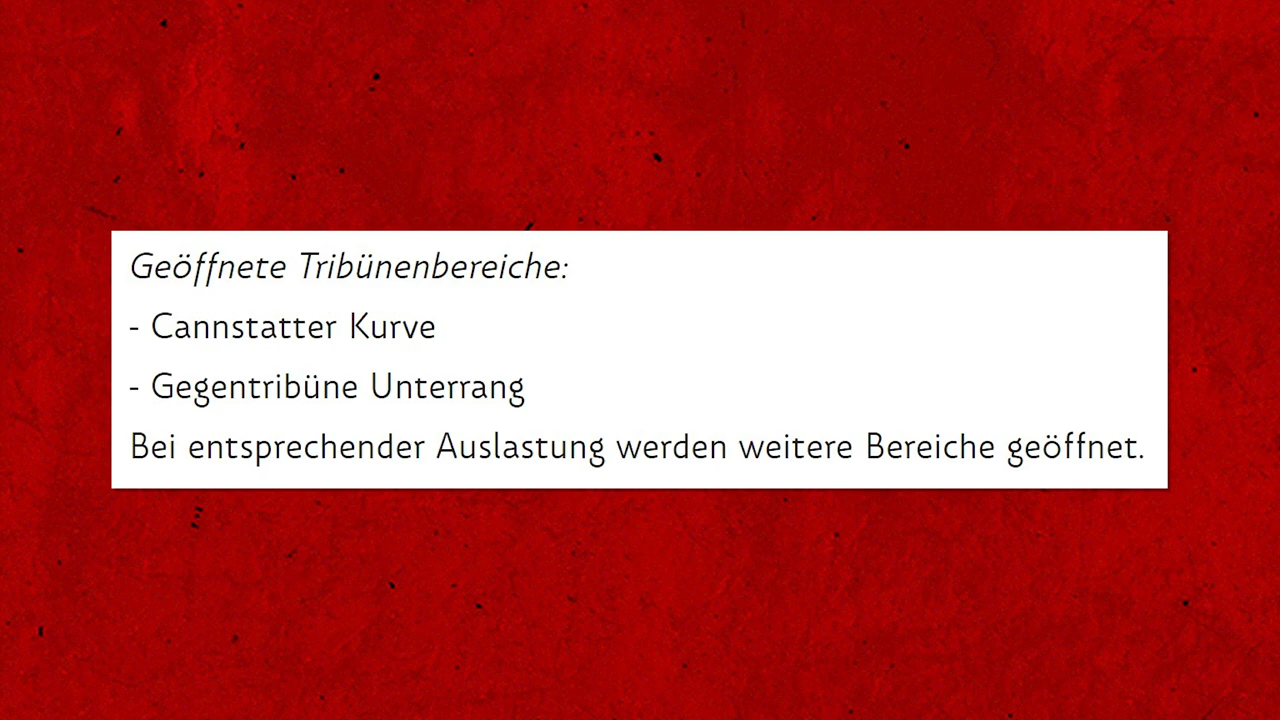 Geöffnete Tribünenbereiche:
- Cannstatter Kurve
- Gegentribüne Unterrang
Bei entsprechender Auslastung werden weitere Bereiche geöffnet.